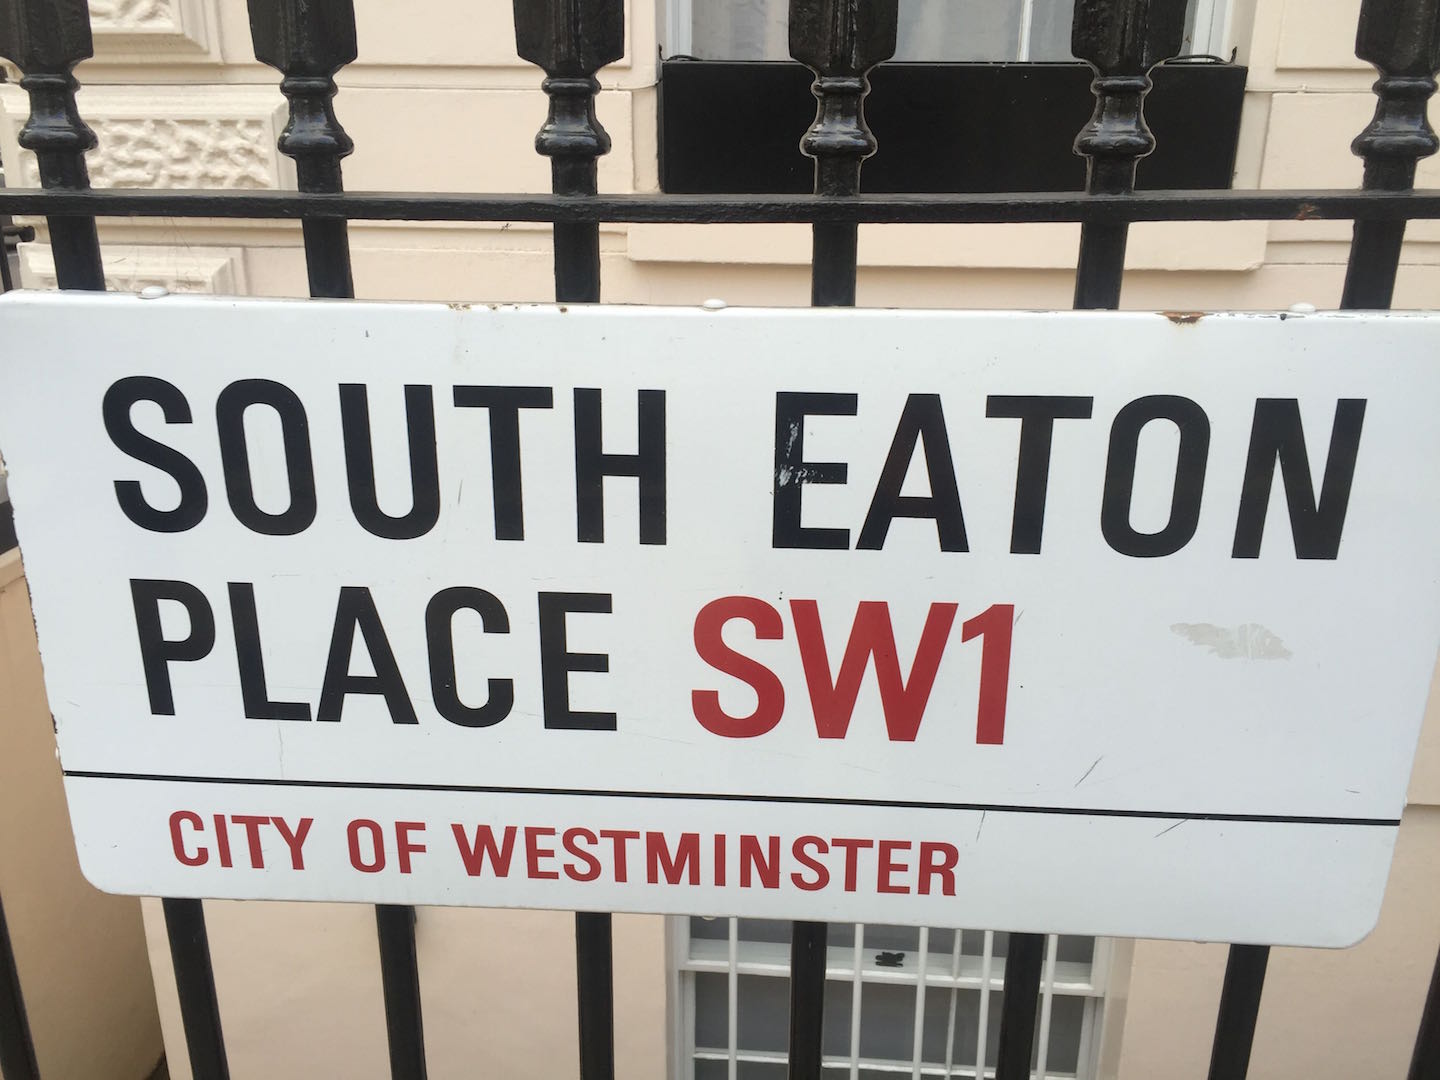 SOUTH EATON
PLACE SW1
CITY OF WESTMINSTER